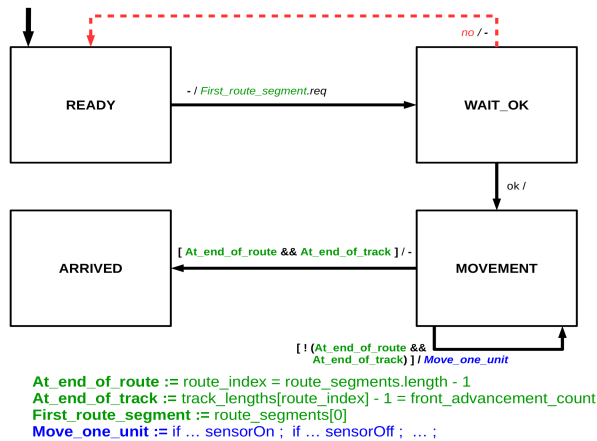 no / -
READY
- / First_route_segment.req
WAIT_OK
ok /
[ At_end_of_route && At_end_of_track ] / -
ARRIVED
MOVEMENT
[ ! (At_end_of_route &&
At_end_of_track) ] / Move_one_unit
At_end_of_route := route_index = route_segments.length - 1
At_end_of_track := track_lengths[route_index] - 1 = front_advancement_count
First_route_segment := route_segments[0]
Move_one_unit := if … sensorOn ;  if … sensorOff ;  … ;